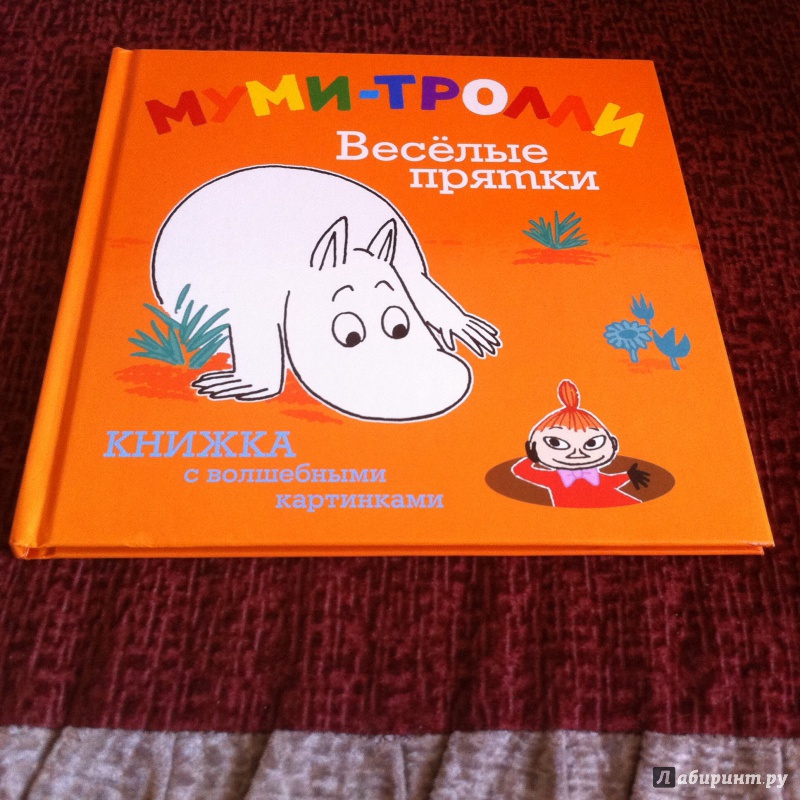 МУМИ-ТРОЛЛИ
Весёлые
прятки
КНИЖКА
с волшебными
картинками
Лабиринт.ру